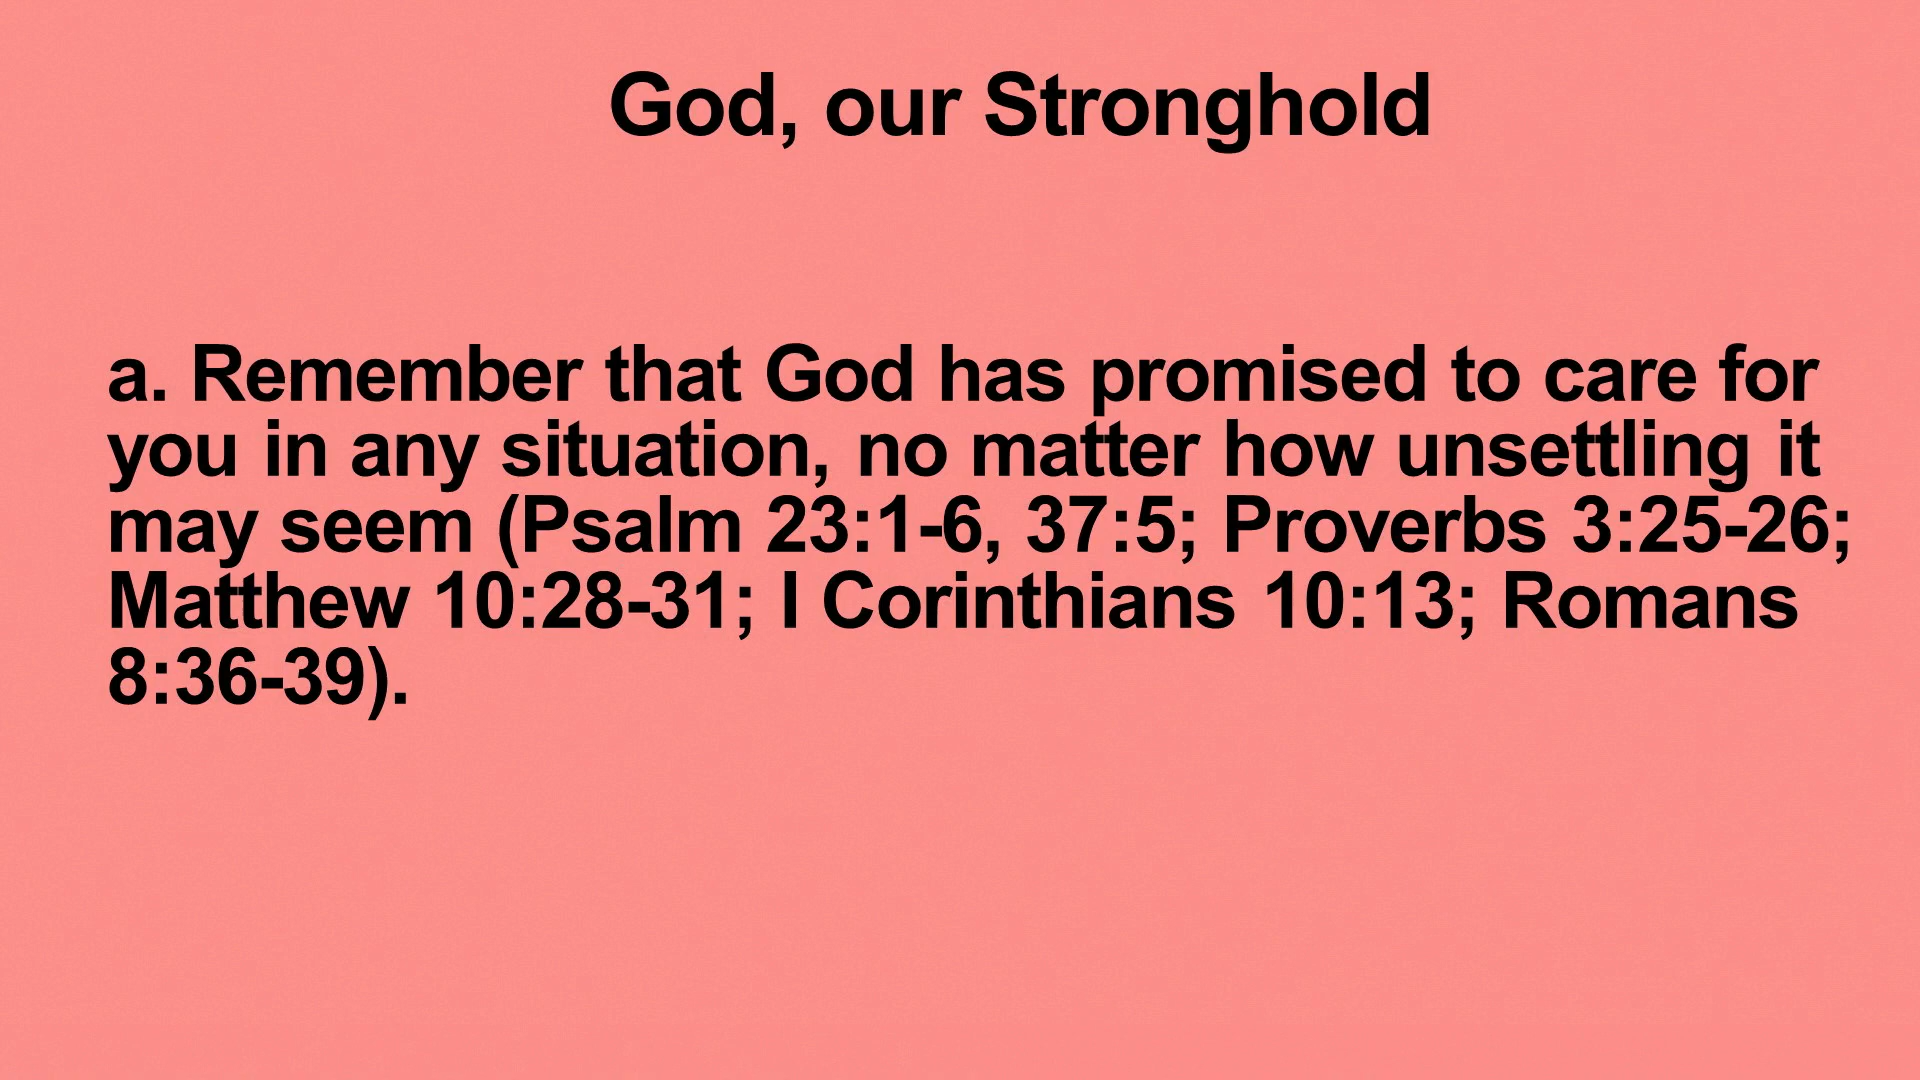 God, our Stronghold
a. Remember that God has promised to care for
you in any situation, no matter how unsettling it
may seem (Psalm 23:1-6, 37:5; Proverbs 3:25-26;
Matthew 10:28-31; I Corinthians 10:13; Romans
8:36-39).